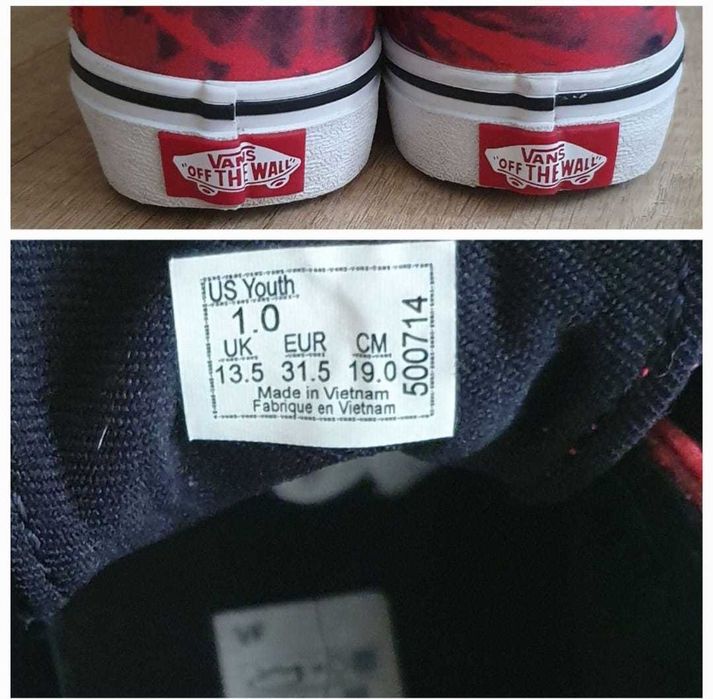 VANS
"OFF THE WALL"
VANS
"OFF THE WALL"
US Youth
1.0
UK EUR CM
13.5 31.5 19.0
Made in Vietnam
Fabrique en Vietnam
500714
VF